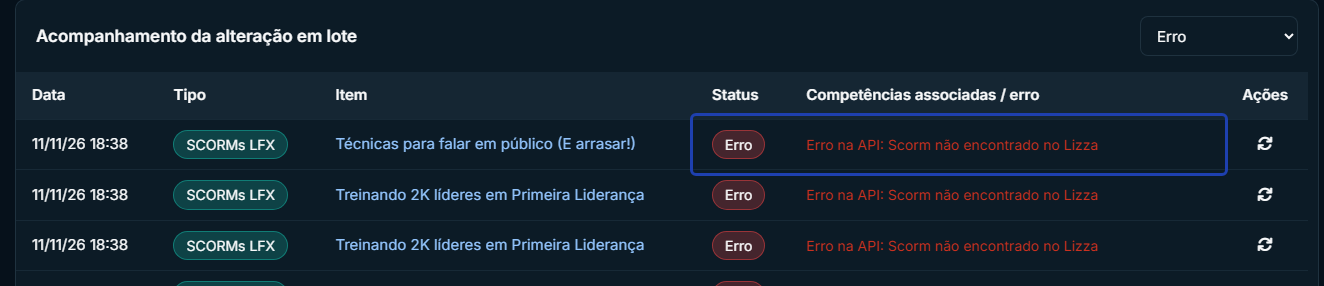 Acompanhamento da alteração em lote
Erro
Data Tipo Item Status Competências associadas / erro Ações
11/11/26 18:38 SCORMs LFX Técnicas para falar em público (E arrasar!) Erro Erro na API: Scorm não encontrado no Lizza
11/11/26 18:38 SCORMs LFX Treinando 2K líderes em Primeira Liderança Erro Erro na API: Scorm não encontrado no Lizza
11/11/26 18:38 SCORMs LFX Treinando 2K líderes em Primeira Liderança Erro Erro na API: Scorm não encontrado no Lizza